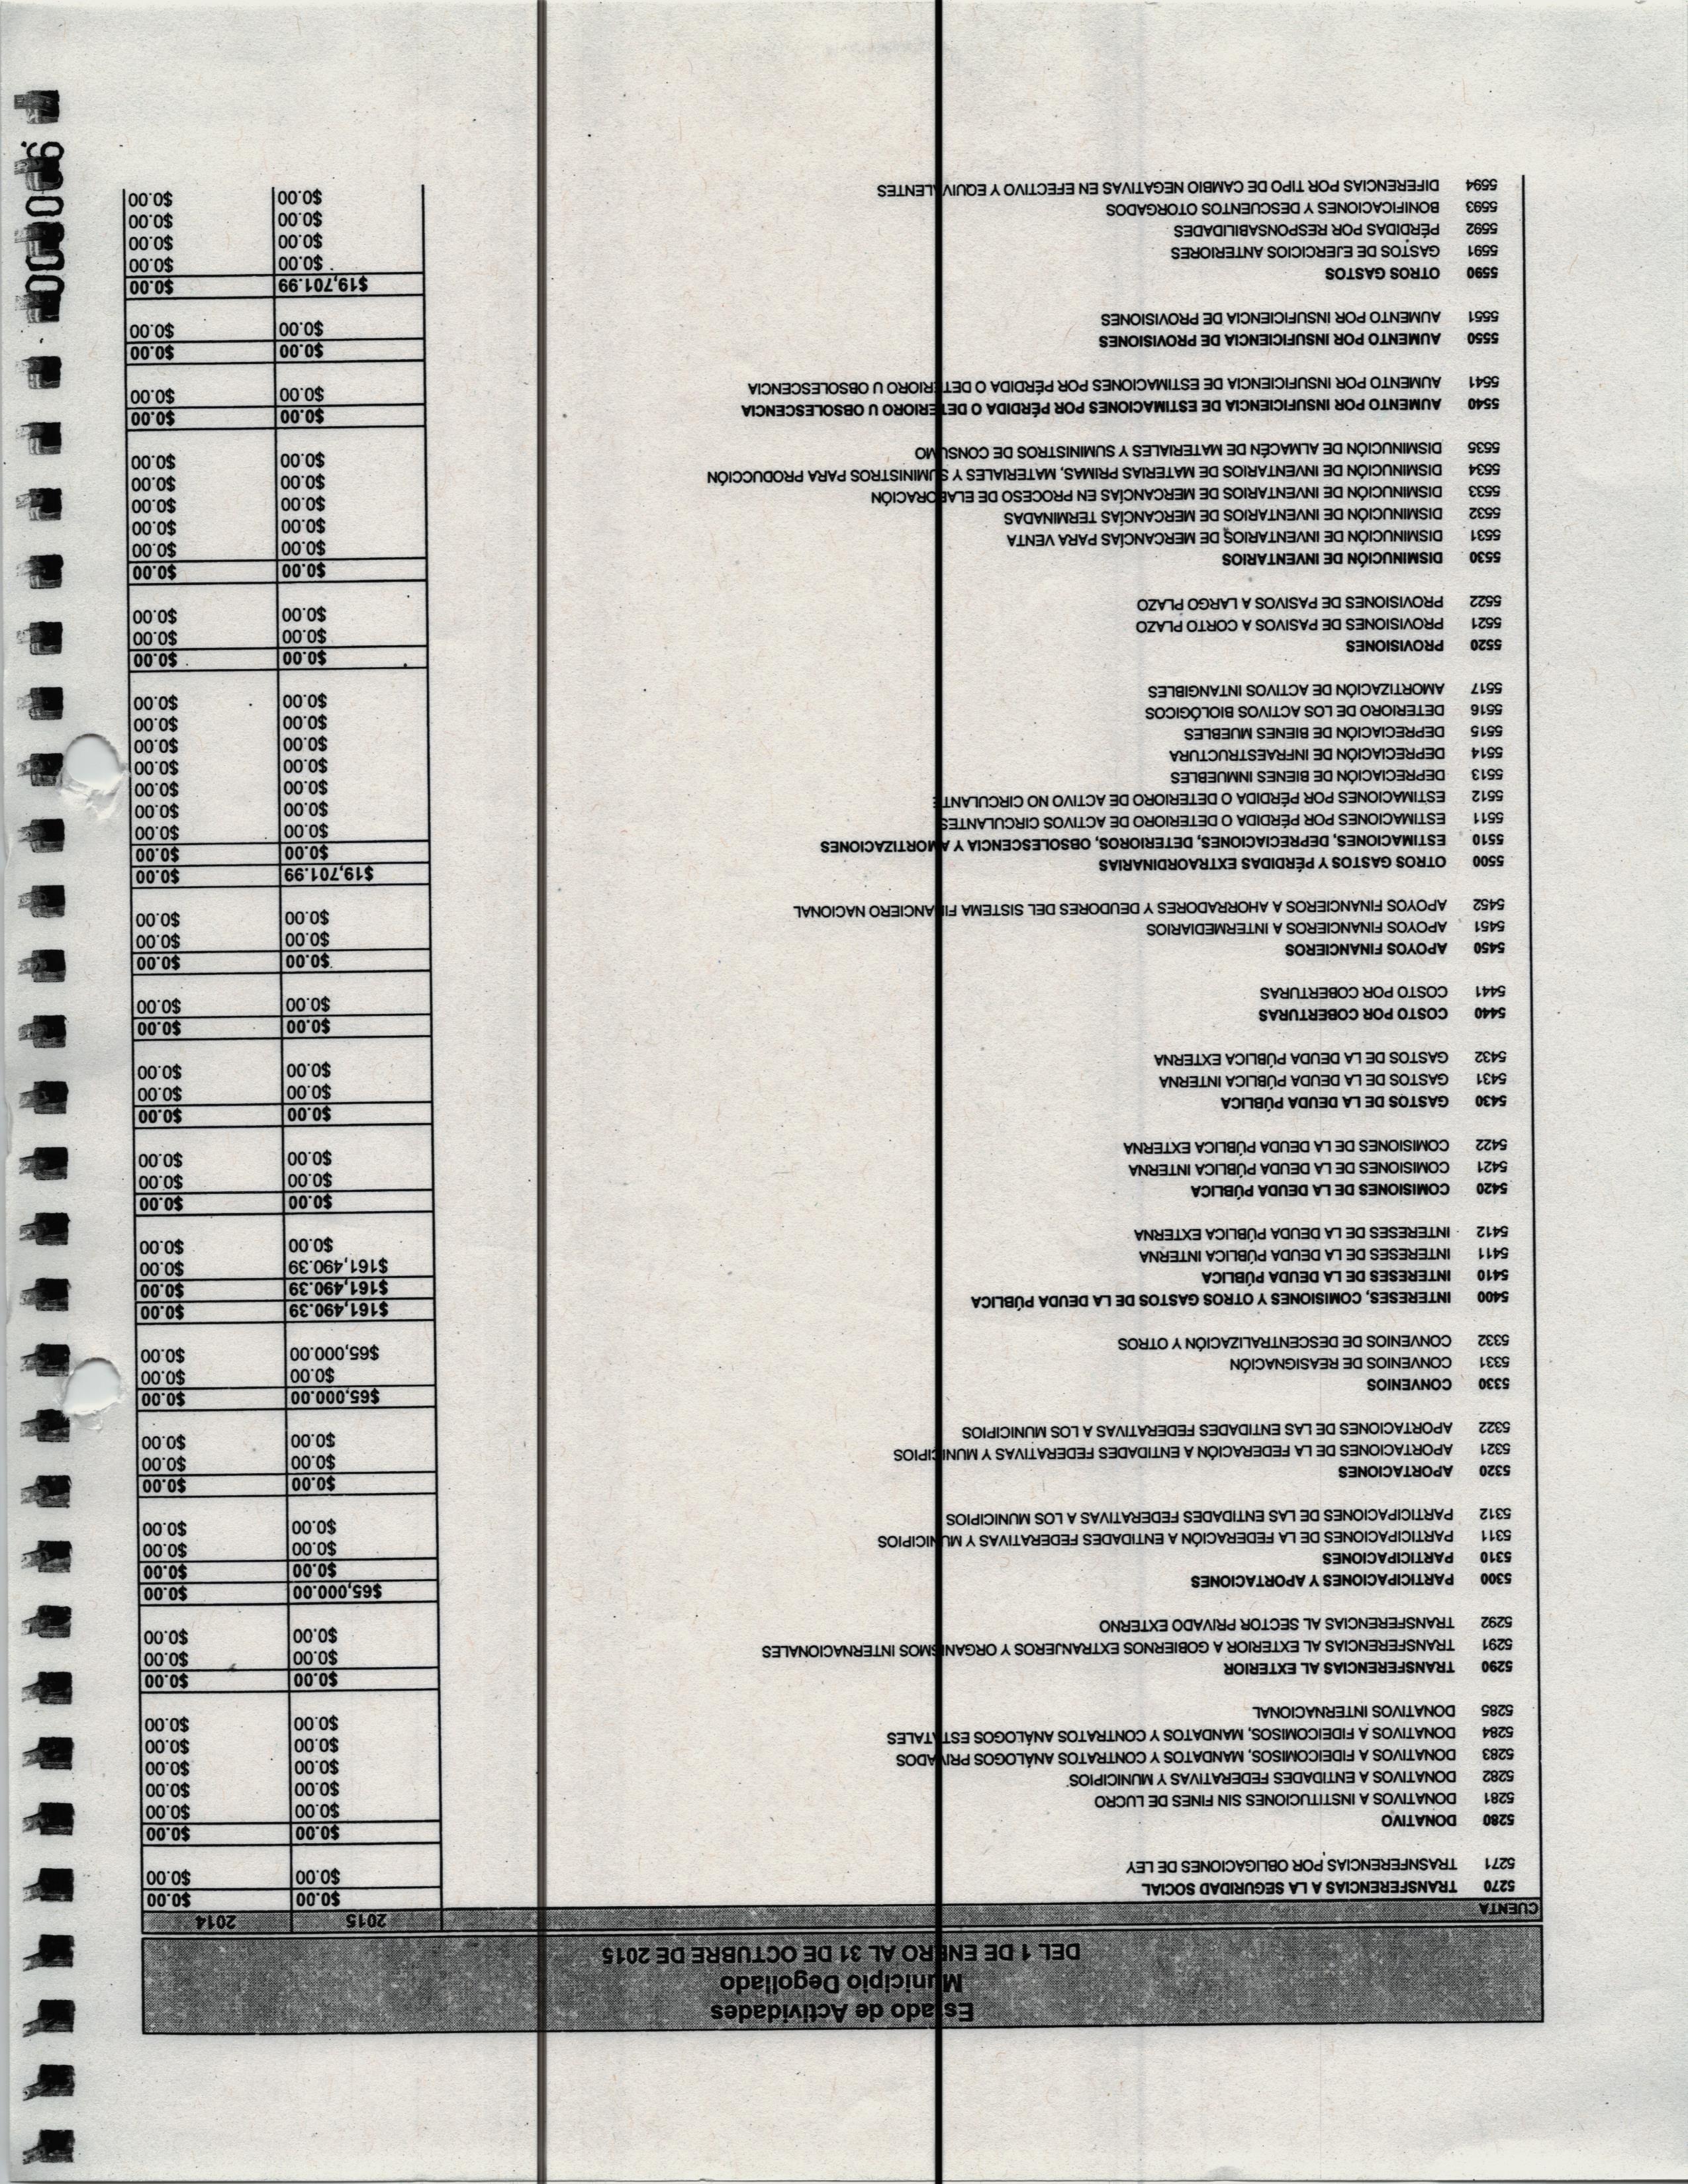 Estado de Actividades
Municipio Degollado
DEL 1 DE ENERO AL 31 DE OCTUBRE DE 2015
CUENTA 2015 2014
5270 TRANSFERENCIAS A LA SEGURIDAD SOCIAL $0.00 $0.00
5271 TRASNFERENCIAS POR OBLIGACIONES DE LEY $0.00 $0.00
5280 DONATIVO $0.00 $0.00
5281 DONATIVOS A INSTITUCIONES SIN FINES DE LUCRO $0.00 $0.00
5282 DONATIVOS A ENTIDADES FEDERATIVAS Y MUNICIPIOS $0.00 $0.00
5283 DONATIVOS A FIDEICOMISOS, MANDATOS Y CONTRATOS ANÁLOGOS PRIVADOS $0.00 $0.00
5284 DONATIVOS A FIDEICOMISOS, MANDATOS Y CONTRATOS ANÁLOGOS ESTATALES $0.00 $0.00
5285 DONATIVOS INTERNACIONAL $0.00 $0.00
5290 TRANSFERENCIAS AL EXTERIOR $0.00 $0.00
5291 TRANSFERENCIAS AL EXTERIOR A GOBIERNOS EXTRANJEROS Y ORGANISMOS INTERNACIONALES $0.00 $0.00
5292 TRANSFERENCIAS AL SECTOR PRIVADO EXTERNO $0.00 $0.00
5300 PARTICIPACIONES Y APORTACIONES $65,000.00 $0.00
5310 PARTICIPACIONES $0.00 $0.00
5311 PARTICIPACIONES DE LA FEDERACIÓN A ENTIDADES FEDERATIVAS Y MUNICIPIOS $0.00 $0.00
5312 PARTICIPACIONES DE LAS ENTIDADES FEDERATIVAS A LOS MUNICIPIOS $0.00 $0.00
5320 APORTACIONES $0.00 $0.00
5321 APORTACIONES DE LA FEDERACIÓN A ENTIDADES FEDERATIVAS Y MUNICIPIOS $0.00 $0.00
5322 APORTACIONES DE LAS ENTIDADES FEDERATIVAS A LOS MUNICIPIOS $0.00 $0.00
5330 CONVENIOS $65,000.00 $0.00
5331 CONVENIOS DE REASIGNACIÓN $0.00 $0.00
5332 CONVENIOS DE DESCENTRALIZACIÓN Y OTROS $65,000.00 $0.00
5400 INTERESES, COMISIONES Y OTROS GASTOS DE LA DEUDA PÚBLICA $161,490.39 $0.00
5410 INTERESES DE LA DEUDA PÚBLICA $161,490.39 $0.00
5411 INTERESES DE LA DEUDA PÚBLICA INTERNA $161,490.39 $0.00
5412 INTERESES DE LA DEUDA PÚBLICA EXTERNA $0.00 $0.00
5420 COMISIONES DE LA DEUDA PÚBLICA $0.00 $0.00
5421 COMISIONES DE LA DEUDA PÚBLICA INTERNA $0.00 $0.00
5422 COMISIONES DE LA DEUDA PÚBLICA EXTERNA $0.00 $0.00
5430 GASTOS DE LA DEUDA PÚBLICA $0.00 $0.00
5431 GASTOS DE LA DEUDA PÚBLICA INTERNA $0.00 $0.00
5432 GASTOS DE LA DEUDA PÚBLICA EXTERNA $0.00 $0.00
5440 COSTO POR COBERTURAS $0.00 $0.00
5441 COSTO POR COBERTURAS $0.00 $0.00
5450 APOYOS FINANCIEROS $0.00 $0.00
5451 APOYOS FINANCIEROS A INTERMEDIARIOS $0.00 $0.00
5452 APOYOS FINANCIEROS A AHORRADORES Y DEUDORES DEL SISTEMA FINANCIERO NACIONAL $0.00 $0.00
5500 OTROS GASTOS Y PÉRDIDAS EXTRAORDINARIAS $19,701.99 $0.00
5510 ESTIMACIONES, DEPRECIACIONES, DETERIOROS, OBSOLESCENCIA Y AMORTIZACIONES $0.00 $0.00
5511 ESTIMACIONES POR PÉRDIDA O DETERIORO DE ACTIVOS CIRCULANTES $0.00 $0.00
5512 ESTIMACIONES POR PÉRDIDA O DETERIORO DE ACTIVO NO CIRCULANTE $0.00 $0.00
5513 DEPRECIACIÓN DE BIENES INMUEBLES $0.00 $0.00
5514 DEPRECIACIÓN DE INFRAESTRUCTURA $0.00 $0.00
5515 DEPRECIACIÓN DE BIENES MUEBLES $0.00 $0.00
5516 DETERIORO DE LOS ACTIVOS BIOLÓGICOS $0.00 $0.00
5517 AMORTIZACIÓN DE ACTIVOS INTANGIBLES $0.00 $0.00
5520 PROVISIONES $0.00 $0.00
5521 PROVISIONES DE PASIVOS A CORTO PLAZO $0.00 $0.00
5522 PROVISIONES DE PASIVOS A LARGO PLAZO $0.00 $0.00
5530 DISMINUCIÓN DE INVENTARIOS $0.00 $0.00
5531 DISMINUCIÓN DE INVENTARIOS DE MERCANCÍAS PARA VENTA $0.00 $0.00
5532 DISMINUCIÓN DE INVENTARIOS DE MERCANCÍAS TERMINADAS $0.00 $0.00
5533 DISMINUCIÓN DE INVENTARIOS DE MERCANCÍAS EN PROCESO DE ELABORACIÓN $0.00 $0.00
5534 DISMINUCIÓN DE INVENTARIOS DE MATERIAS PRIMAS, MATERIALES Y SUMINISTROS PARA PRODUCCIÓN $0.00 $0.00
5535 DISMINUCIÓN DE ALMACÉN DE MATERIALES Y SUMINISTROS DE CONSUMO $0.00 $0.00
5540 AUMENTO POR INSUFICIENCIA DE ESTIMACIONES POR PÉRDIDA O DETERIORO U OBSOLESCENCIA $0.00 $0.00
5541 AUMENTO POR INSUFICIENCIA DE ESTIMACIONES POR PÉRDIDA O DETERIORO U OBSOLESCENCIA $0.00 $0.00
5550 AUMENTO POR INSUFICIENCIA DE PROVISIONES $0.00 $0.00
5551 AUMENTO POR INSUFICIENCIA DE PROVISIONES $0.00 $0.00
5590 OTROS GASTOS $19,701.99 $0.00
5591 GASTOS DE EJERCICIOS ANTERIORES $0.00 $0.00
5592 PÉRDIDAS POR RESPONSABILIDADES $0.00 $0.00
5593 BONIFICACIONES Y DESCUENTOS OTORGADOS $0.00 $0.00
5594 DIFERENCIAS POR TIPO DE CAMBIO NEGATIVAS EN EFECTIVO Y EQUIVALENTES $0.00 $0.00